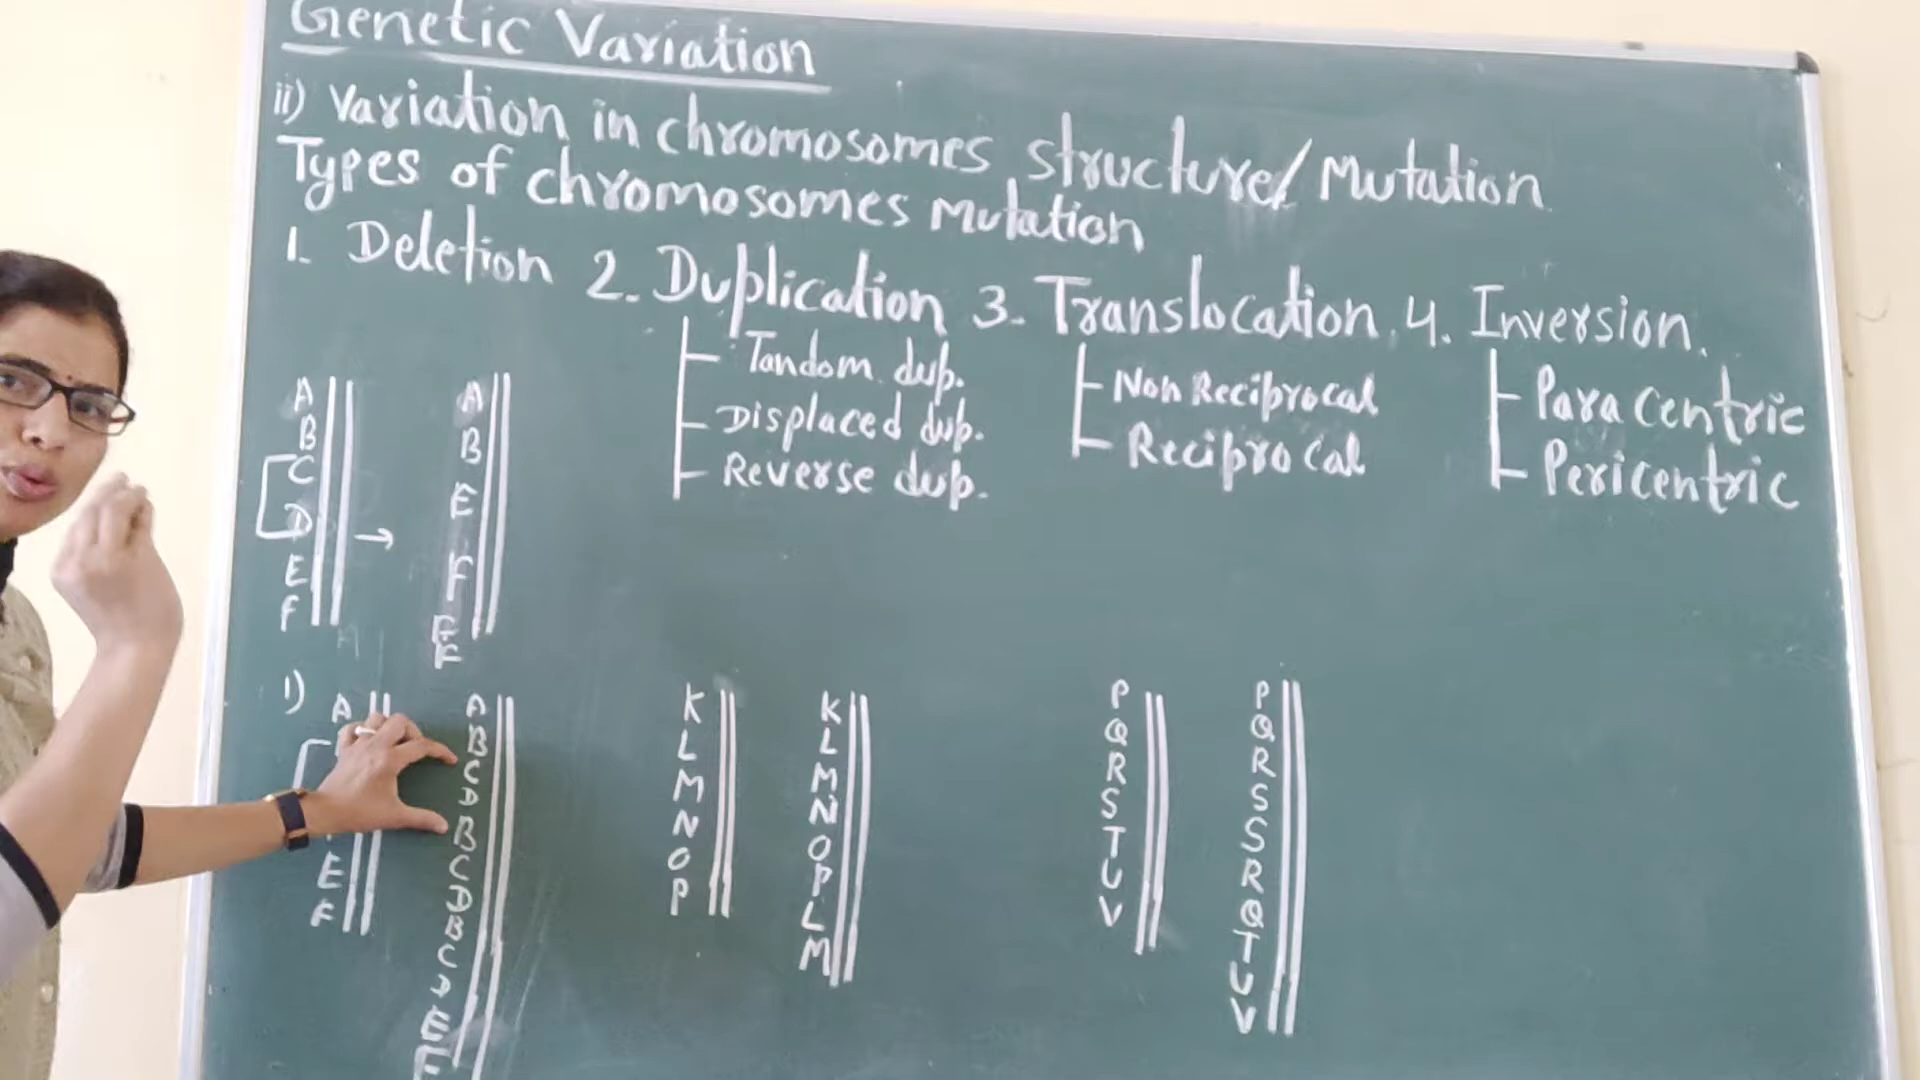 Genetic Variation
ii) Variation in chromosomes structure/ Mutation
Types of chromosomes Mutation
1. Deletion 2. Duplication 3. Translocation 4. Inversion.
Tandom dup.
Displaced dup.
Reverse dup.
Non Reciprocal
Reciprocal
Para Centric
Pericentric
A
B
C
D
E
F
→
A
B
E
F
1)
A
E
F
A
B
C
D
B
C
D
B
C
D
E
K
L
M
N
O
P
K
L
M
N
O
P
L
M
P
Q
R
S
T
U
V
P
Q
R
S
S
R
Q
T
U
V